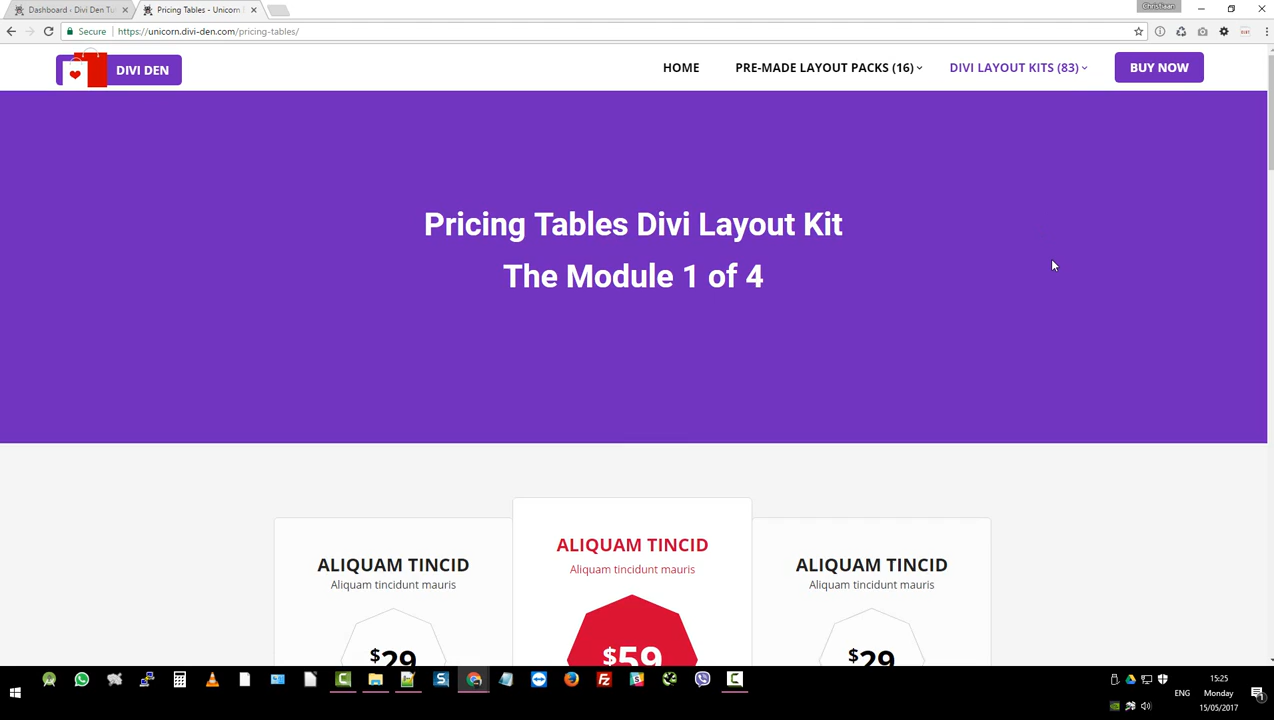 Dashboard ‹ Divi Den Tu
Pricing Tables - Unicorn
Christiaan
Secure
https://unicorn.divi-den.com/pricing-tables/
DIVI DEN
HOME
PRE-MADE LAYOUT PACKS (16)
DIVI LAYOUT KITS (83)
BUY NOW
Pricing Tables Divi Layout Kit
The Module 1 of 4
ALIQUAM TINCID
Aliquam tincidunt mauris
$29
ALIQUAM TINCID
Aliquam tincidunt mauris
$59
ALIQUAM TINCID
Aliquam tincidunt mauris
$29
15:25
ENG
Monday
15/05/2017